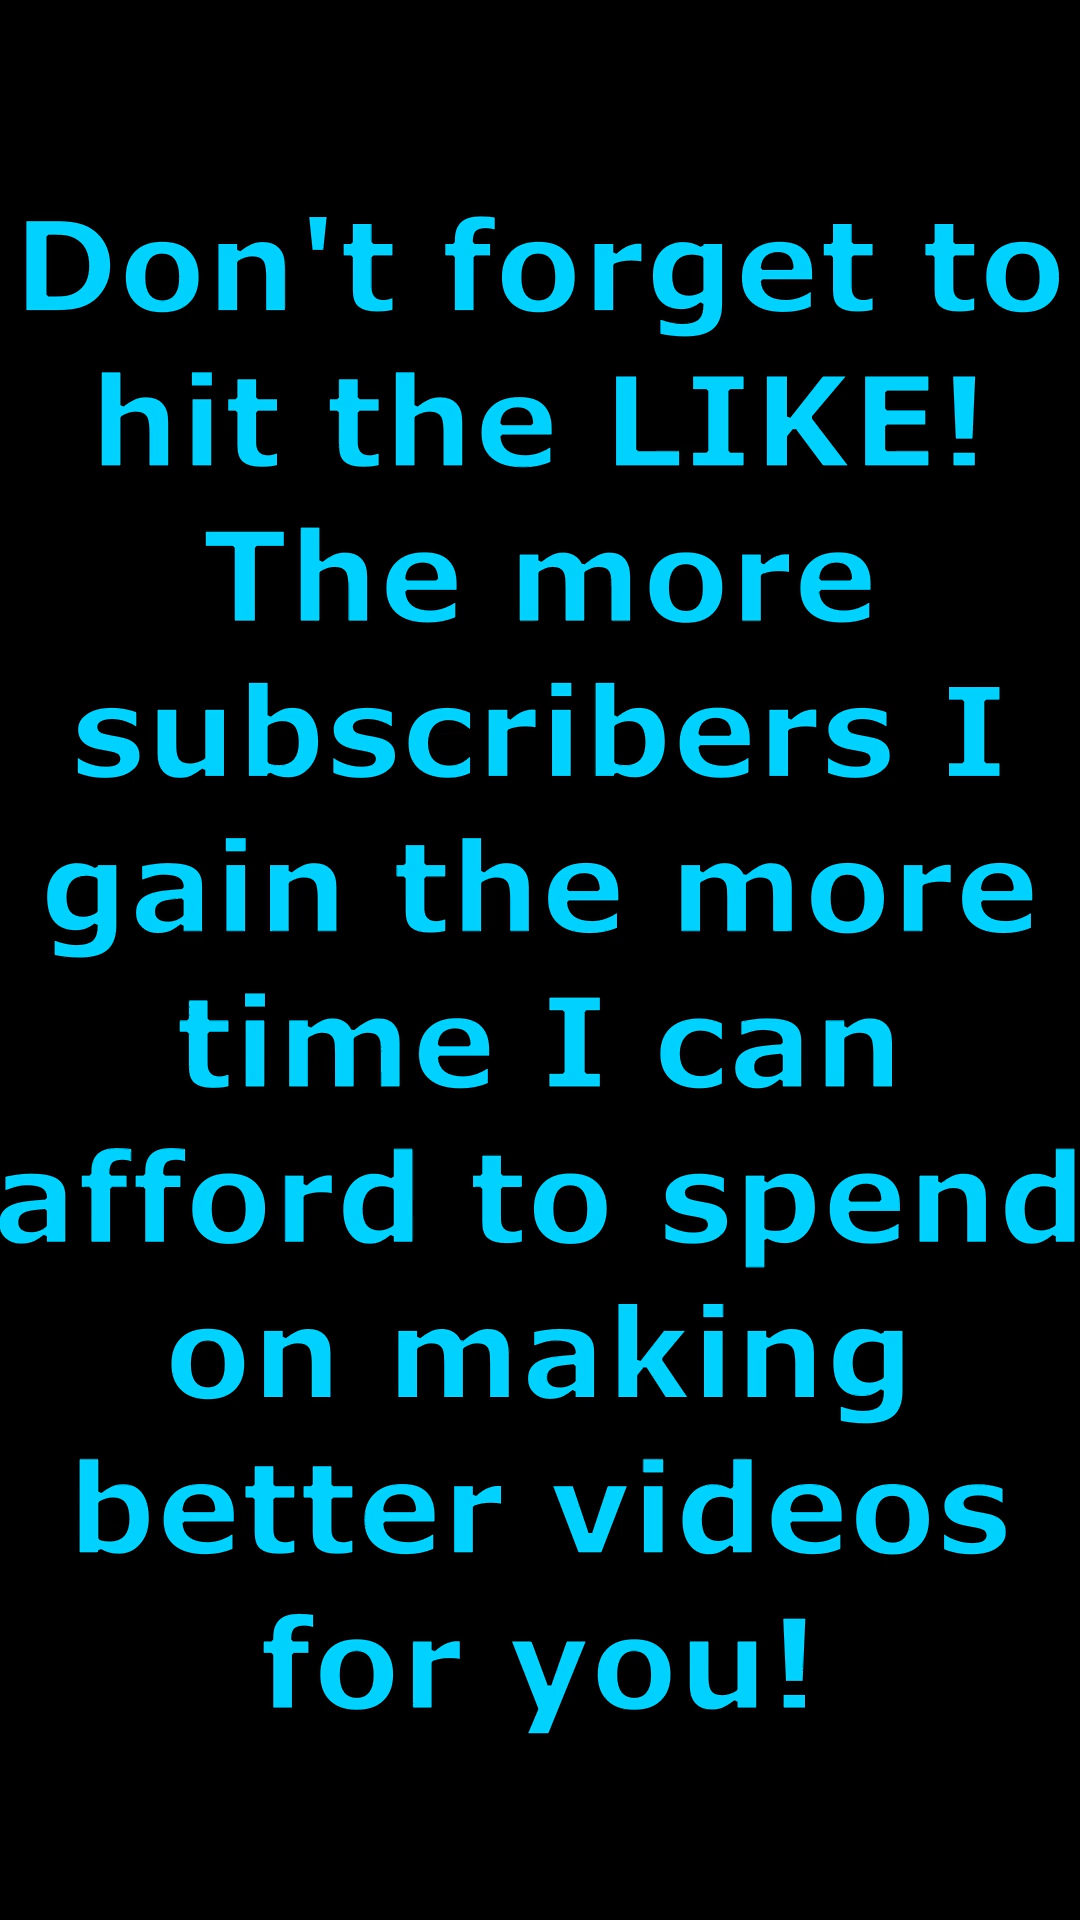 Don't forget to
hit the LIKE!
The more
subscribers I
gain the more
time I can
afford to spend
on making
better videos
for you!